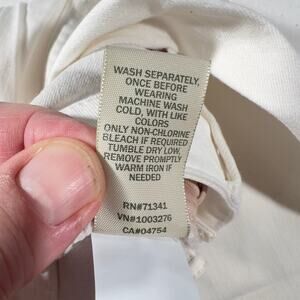 WASH SEPARATELY,
ONCE BEFORE
WEARING
MACHINE WASH
COLD, WITH LIKE
COLORS
ONLY NON-CHLORINE
BLEACH IF REQUIRED
TUMBLE DRY LOW,
REMOVE PROMPTLY
WARM IRON IF
NEEDED
RN#71341
VN#1003276
CA#04754